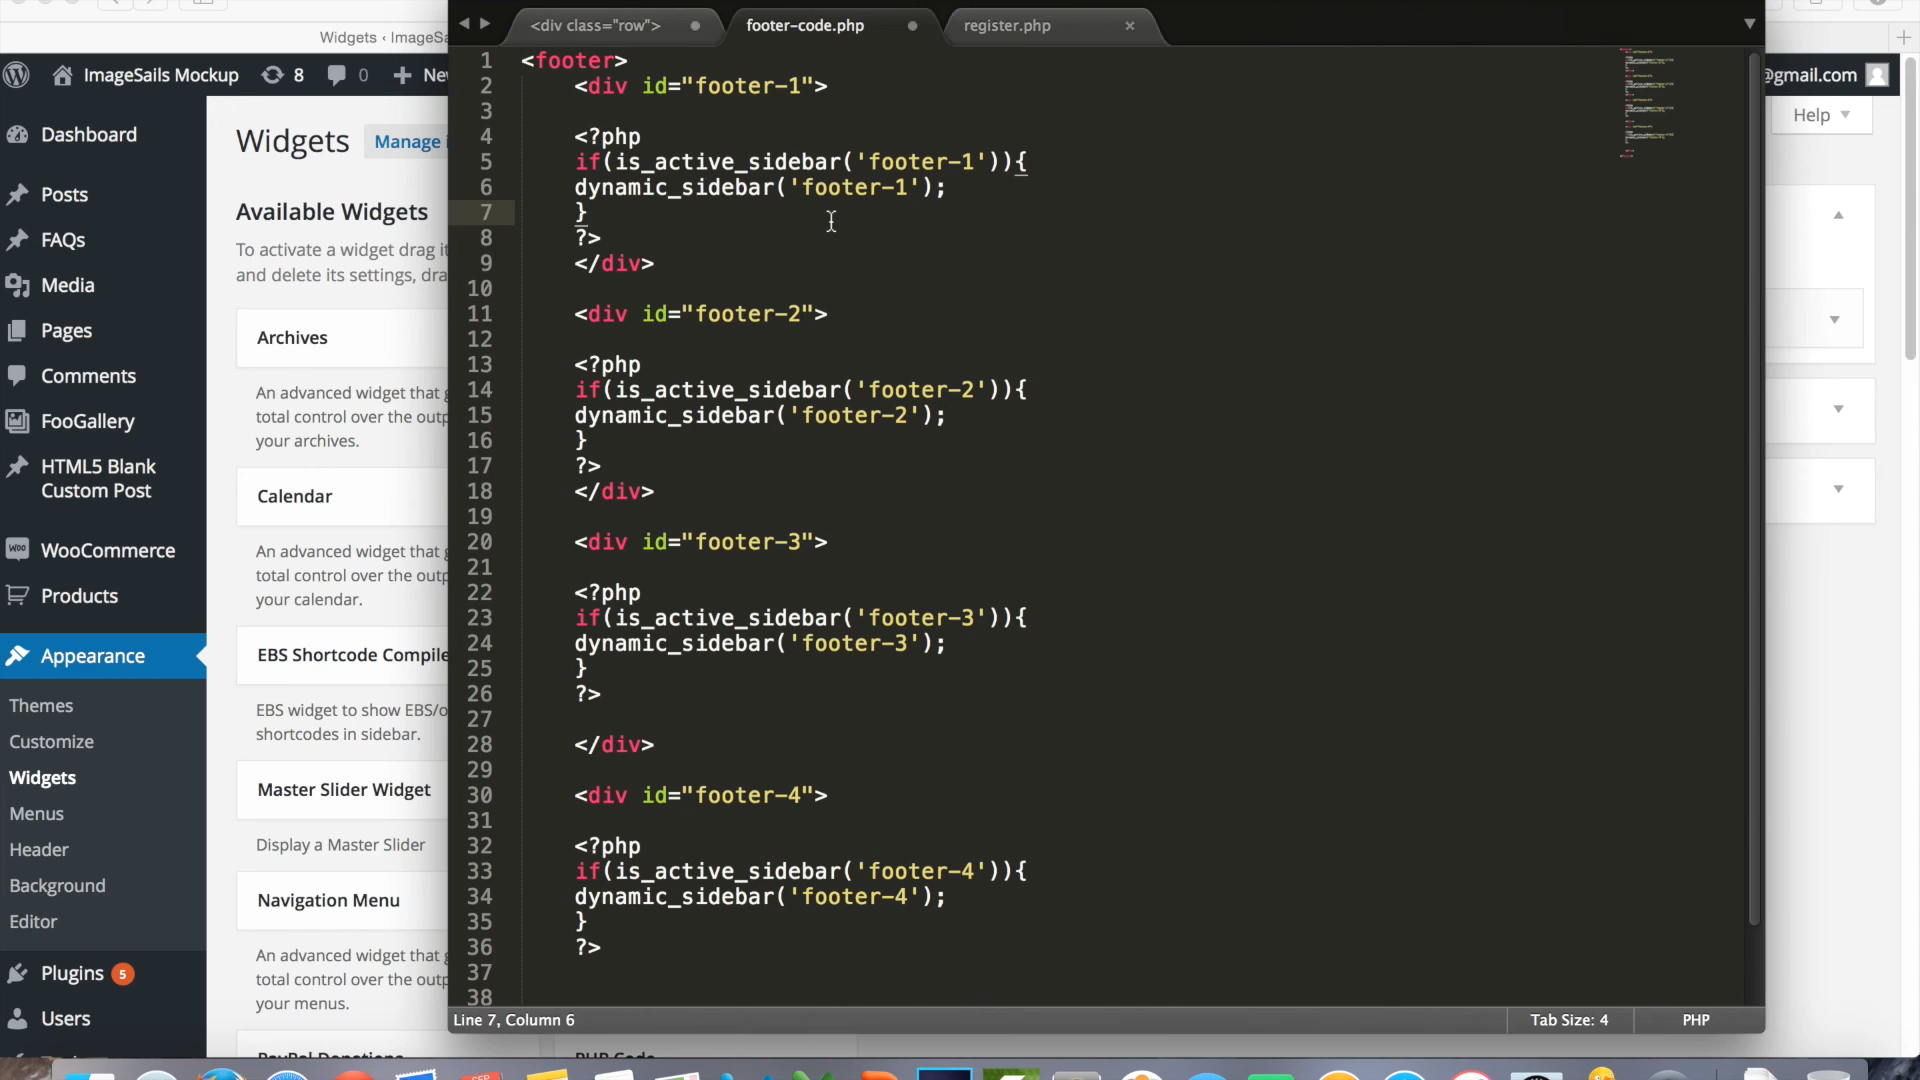 <div class="row">
footer-code.php
register.php
Widgets ‹ ImageSa
ImageSails Mockup
8
0
New
@gmail.com
Help
Dashboard
Posts
FAQs
Media
Pages
Comments
FooGallery
HTML5 Blank
Custom Post
WooCommerce
Products
Appearance
Themes
Customize
Widgets
Menus
Header
Background
Editor
Plugins 5
Users
Widgets
Manage i
Available Widgets
To activate a widget drag it
and delete its settings, dra
Archives
An advanced widget that g
total control over the outp
your archives.
Calendar
An advanced widget that g
total control over the outp
your calendar.
EBS Shortcode Compile
EBS widget to show EBS/o
shortcodes in sidebar.
Master Slider Widget
Display a Master Slider
Navigation Menu
An advanced widget that g
total control over the outp
your menus.
PayPal Donations
PHP Code
1 <footer>
2 <div id="footer-1">
3
4 <?php
5 if(is_active_sidebar('footer-1')){
6 dynamic_sidebar('footer-1');
7 }
8 ?>
9 </div>
10
11 <div id="footer-2">
12
13 <?php
14 if(is_active_sidebar('footer-2')){
15 dynamic_sidebar('footer-2');
16 }
17 ?>
18 </div>
19
20 <div id="footer-3">
21
22 <?php
23 if(is_active_sidebar('footer-3')){
24 dynamic_sidebar('footer-3');
25 }
26 ?>
27
28 </div>
29
30 <div id="footer-4">
31
32 <?php
33 if(is_active_sidebar('footer-4')){
34 dynamic_sidebar('footer-4');
35 }
36 ?>
37
38
Line 7, Column 6
Tab Size: 4
PHP